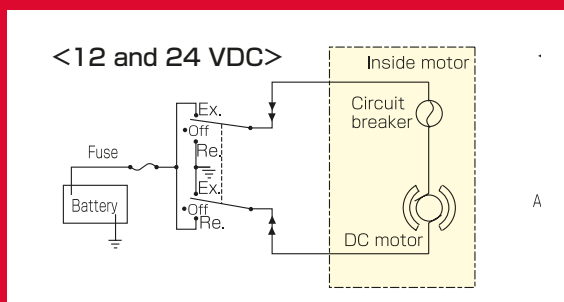 <12 and 24 VDC>
Inside motor
Ex.
Circuit
breaker
Off
Fuse
Re.
Ex.
Battery
Off
Re.
DC motor
A